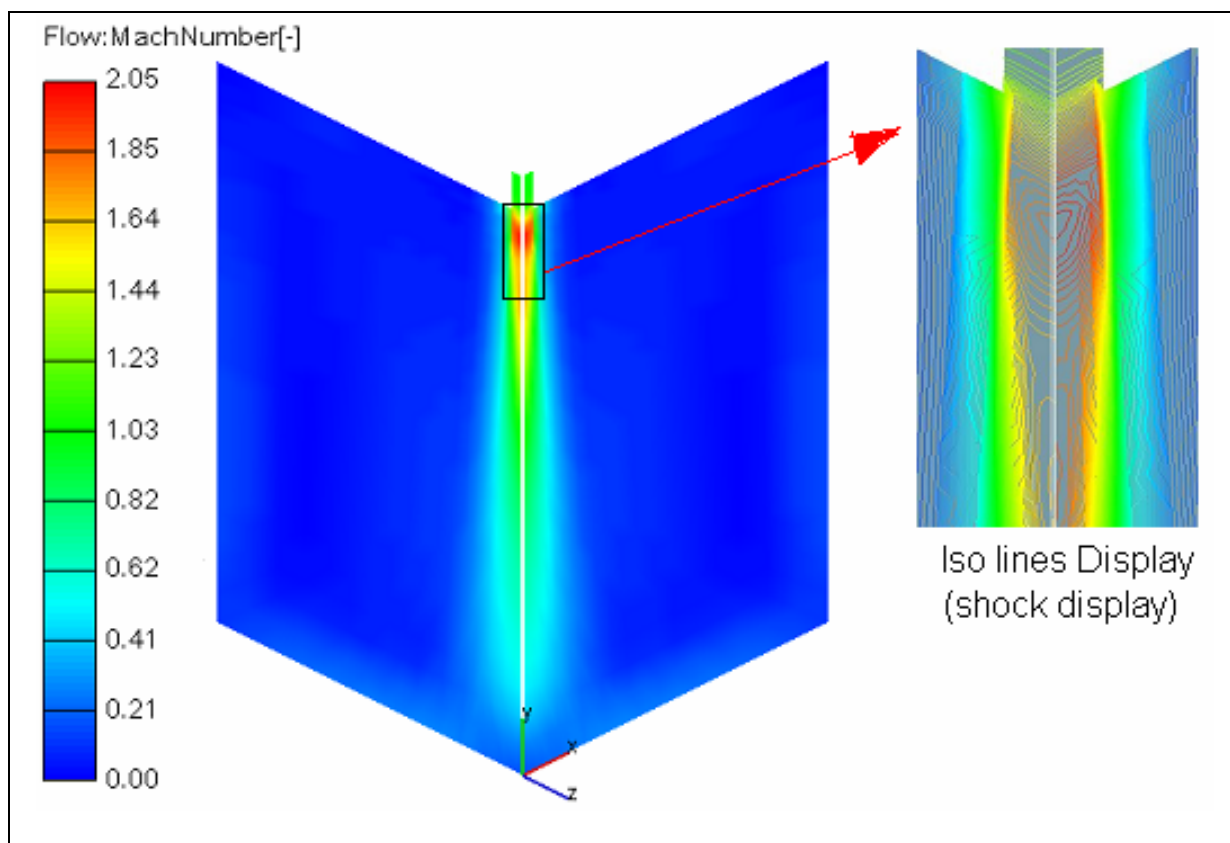 Flow:MachNumber[-]
2.05
1.85
1.64
1.44
1.23
1.03
0.82
0.62
0.41
0.21
0.00
y
x
z
Iso lines Display
(shock display)